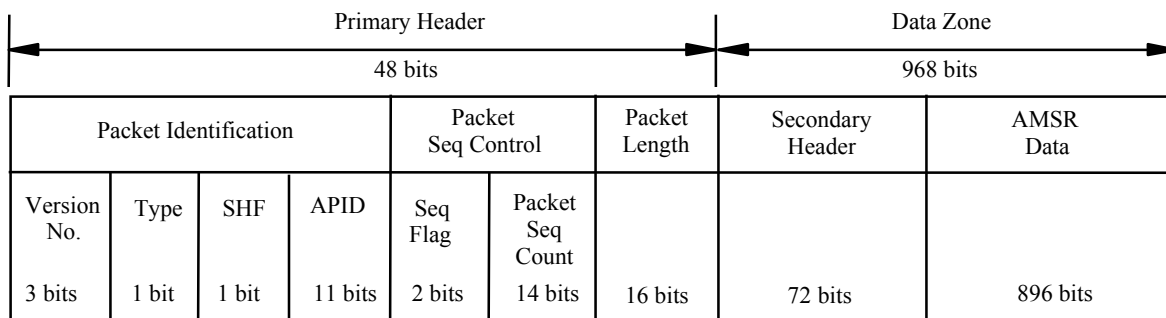 Primary Header
Data Zone
48 bits
968 bits
Packet Identification
Packet
Seq Control
Packet
Length
Secondary
Header
AMSR
Data
Version
No.
Type
SHF
APID
Seq
Flag
Packet
Seq
Count
3 bits
1 bit
1 bit
11 bits
2 bits
14 bits
16 bits
72 bits
896 bits